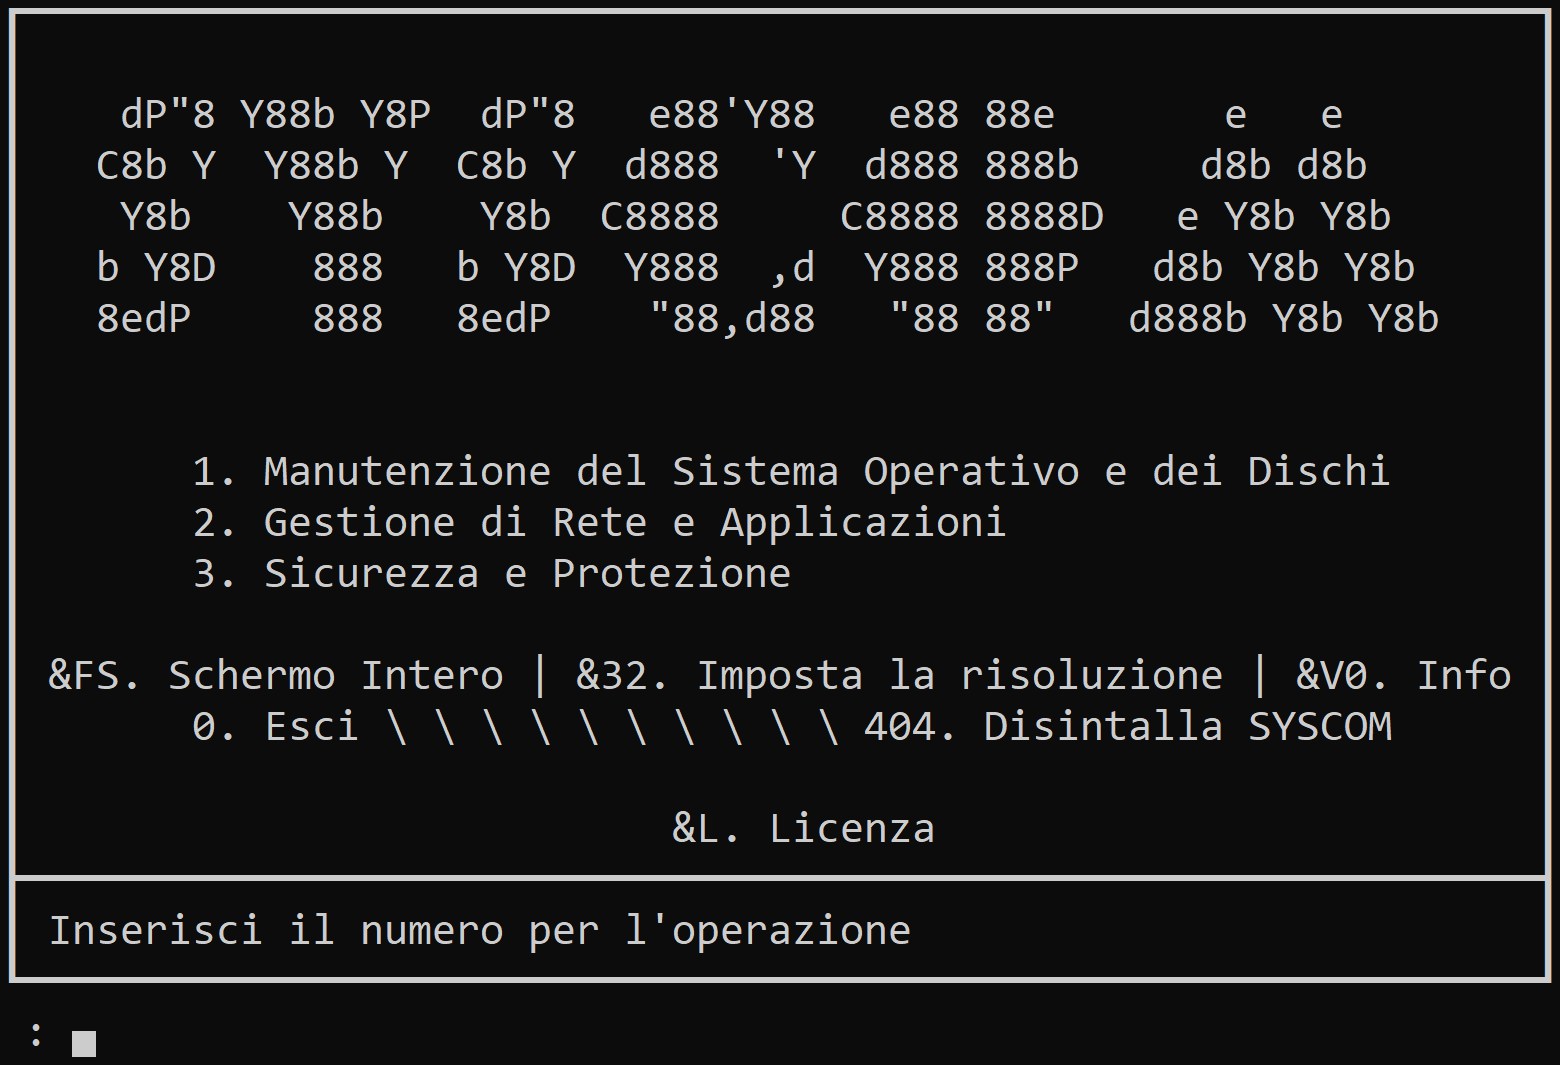 dP"8 Y88b Y8P  dP"8   e88'Y88   e88 88e       e   e
C8b Y  Y88b Y  C8b Y  d888  'Y  d888 888b     d8b d8b
Y8b    Y88b    Y8b  C8888     C8888 8888D   e Y8b Y8b
b Y8D    888   b Y8D  Y888  ,d  Y888 888P   d8b Y8b Y8b
8edP     888   8edP    "88,d88   "88 88"   d888b Y8b Y8b
1. Manutenzione del Sistema Operativo e dei Dischi
2. Gestione di Rete e Applicazioni
3. Sicurezza e Protezione
&FS. Schermo Intero | &32. Imposta la risoluzione | &V0. Info
0. Esci \ \ \ \ \ \ \ \ \ \ 404. Disintalla SYSCOM
&L. Licenza
Inserisci il numero per l'operazione
: